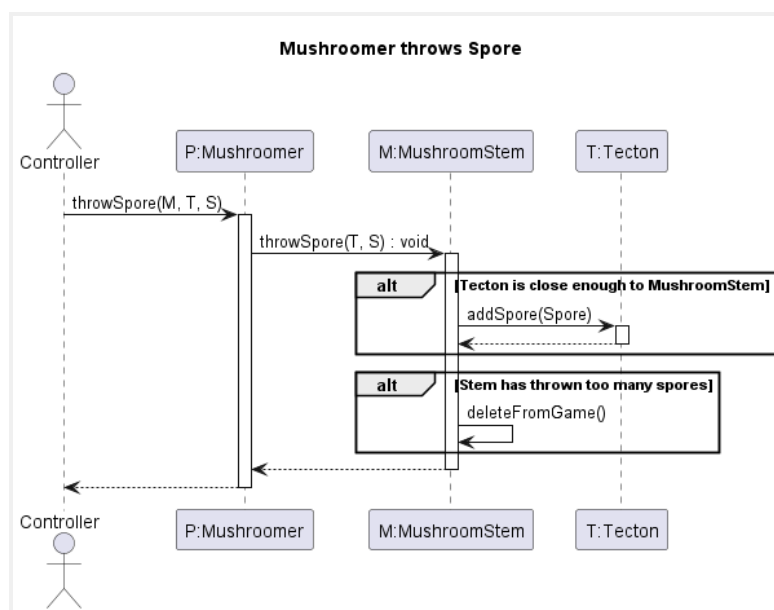 Mushroomer throws Spore
Controller
P:Mushroomer
M:MushroomStem
T:Tecton
throwSpore(M, T, S)
throwSpore(T, S) : void
alt
[Tecton is close enough to MushroomStem]
addSpore(Spore)
alt
[Stem has thrown too many spores]
deleteFromGame()
Controller
P:Mushroomer
M:MushroomStem
T:Tecton